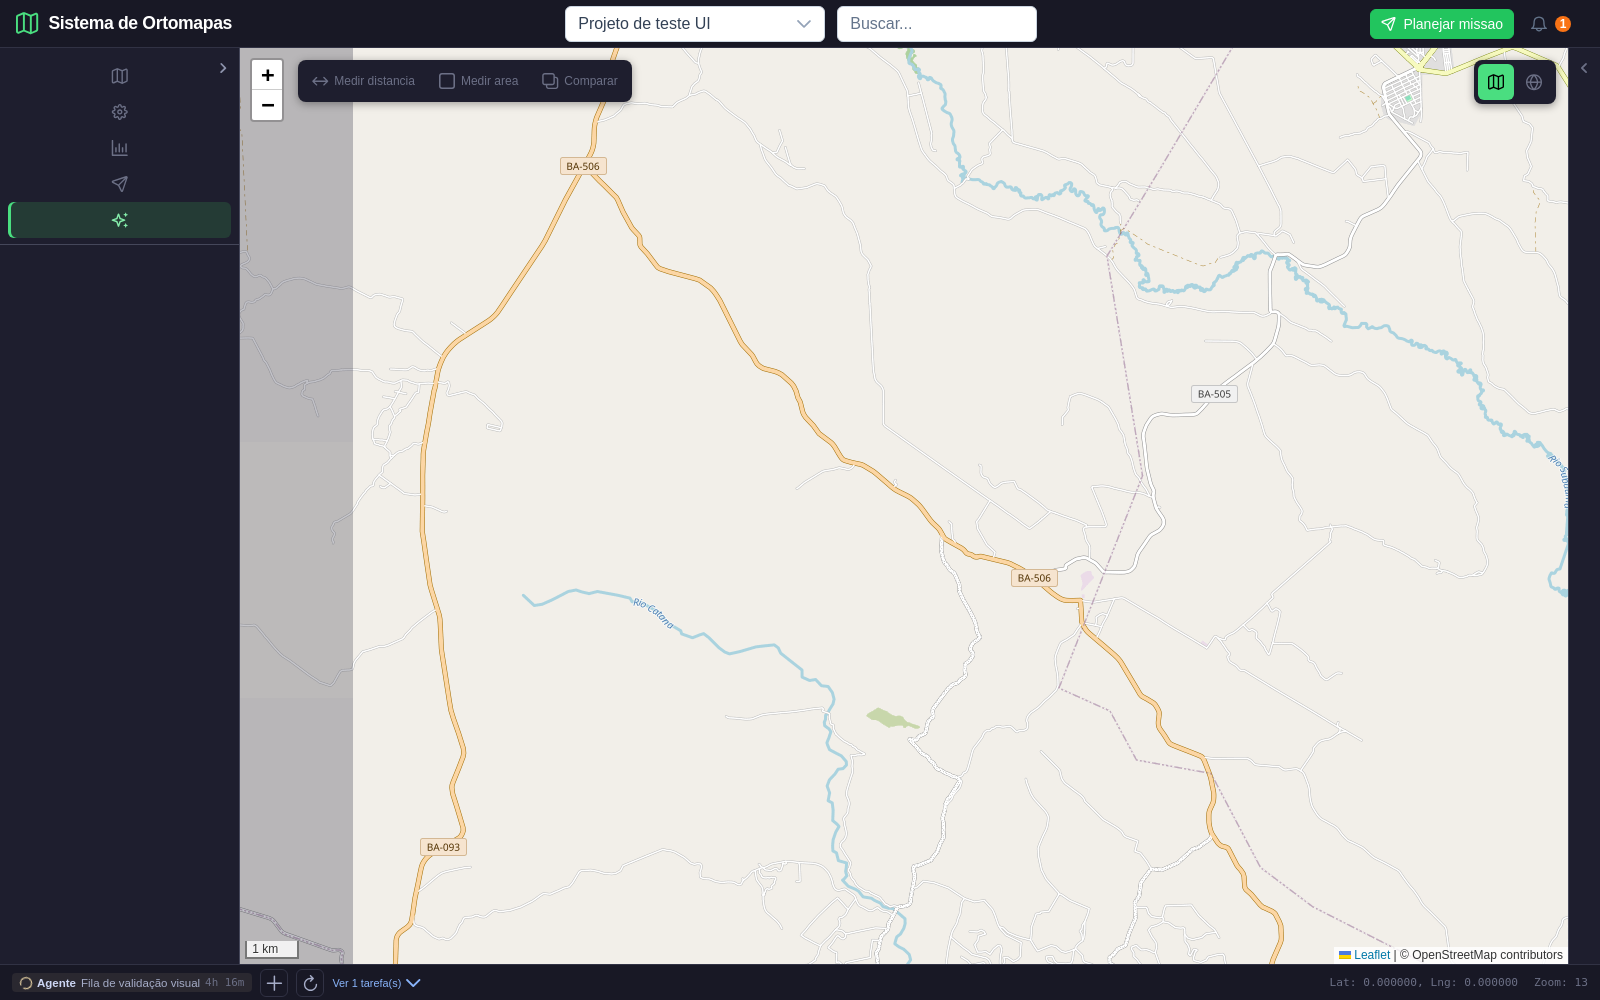 Sistema de Ortomapas
Projeto de teste UI
Buscar...
Planejar missao
1
+
−
Medir distancia
Medir area
Comparar
BA-506
BA-505
BA-506
Rio Catana
BA-093
1 km
Leaflet | © OpenStreetMap contributors
Agente Fila de validação visual 4h 16m
Ver 1 tarefa(s)
Lat: 0.000000, Lng: 0.000000 Zoom: 13